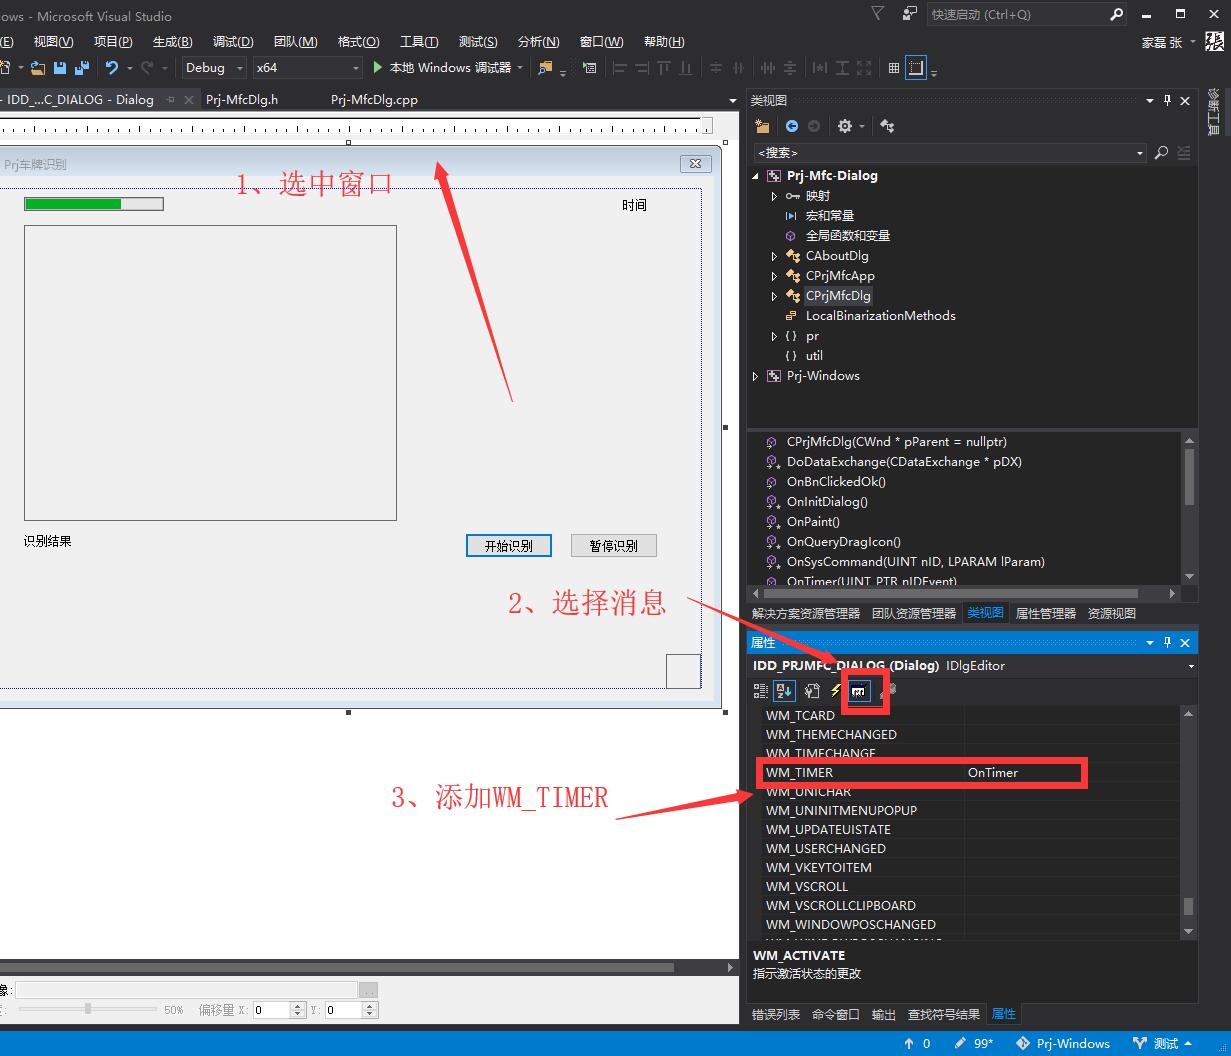 ows - Microsoft Visual Studio
快速启动 (Ctrl+Q)
(E) 视图(V) 项目(P) 生成(B) 调试(D) 团队(M) 格式(O) 工具(T) 测试(S) 分析(N) 窗口(W) 帮助(H)
家磊 张
張
Debug x64 本地 Windows 调试器
- IDD_...C_DIALOG - Dialog Prj-MfcDlg.h Prj-MfcDlg.cpp
Prj车牌识别
1、选中窗口
时间
识别结果
开始识别 暂停识别
2、选择消息
3、添加WM_TIMER
像:
50% 偏移量 X: 0 Y: 0
类视图
<搜索>
Prj-Mfc-Dialog
映射
宏和常量
全局函数和变量
CAboutDlg
CPrjMfcApp
CPrjMfcDlg
LocalBinarizationMethods
{ } pr
{ } util
Prj-Windows
CPrjMfcDlg(CWnd * pParent = nullptr)
DoDataExchange(CDataExchange * pDX)
OnBnClickedOk()
OnInitDialog()
OnPaint()
OnQueryDragIcon()
OnSysCommand(UINT nID, LPARAM lParam)
OnTimer(UINT_PTR nIDEvent)
解决方案资源管理器 团队资源管理器 类视图 属性管理器 资源视图
属性
IDD_PRJMFC_DIALOG (Dialog) IDlgEditor
WM_TCARD
WM_THEMECHANGED
WM_TIMECHANGE
WM_TIMER OnTimer
WM_UNICHAR
WM_UNINITMENUPOPUP
WM_UPDATEUISTATE
WM_USERCHANGED
WM_VKEYTOITEM
WM_VSCROLL
WM_VSCROLLCLIPBOARD
WM_WINDOWPOSCHANGED
WM_WINDOWPOSCHANGING
WM_ACTIVATE
指示激活状态的更改
错误列表 命令窗口 输出 查找符号结果 属性
诊断工具
0 99* Prj-Windows 测试